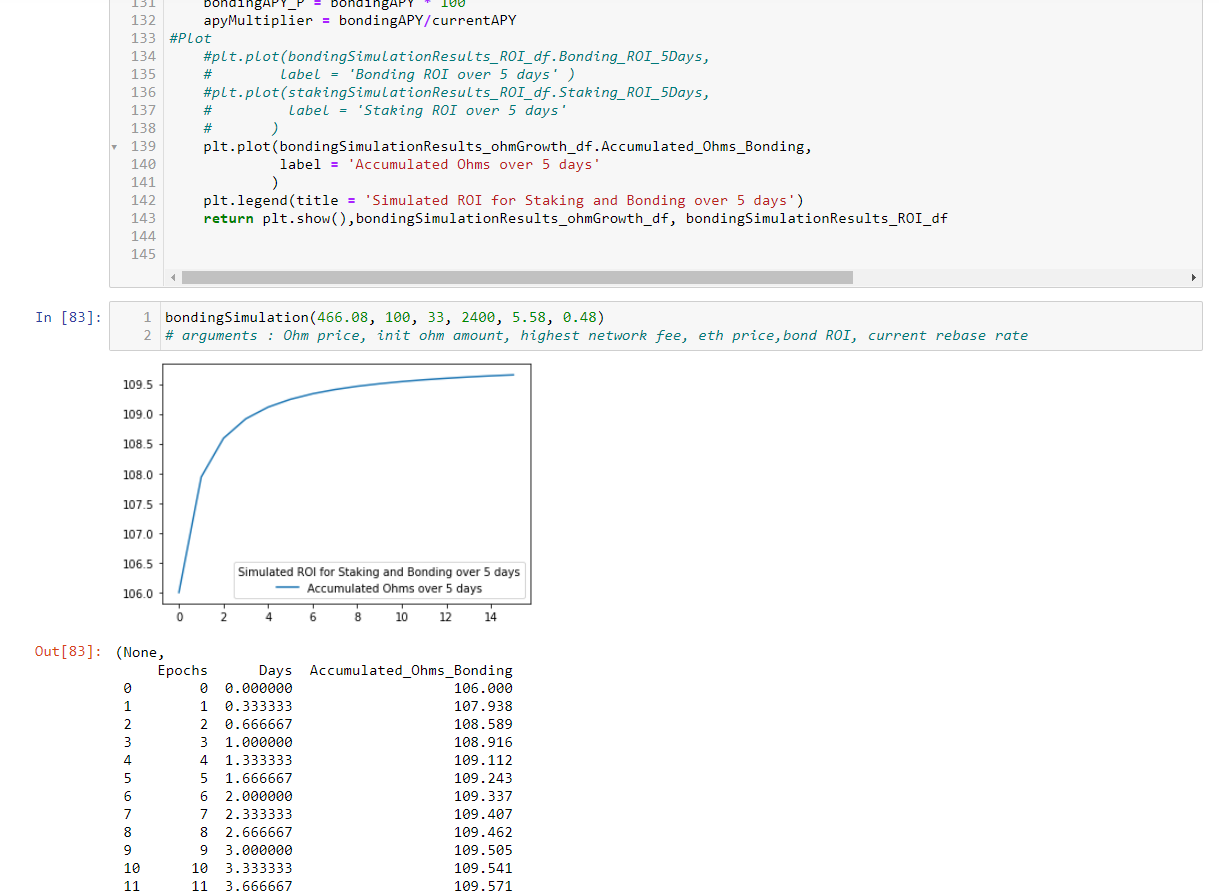 131 bondingAPY_P = bondingAPY * 100
132 apyMultiplier = bondingAPY/currentAPY
133 #Plot
134 #plt.plot(bondingSimulationResults_ROI_df.Bonding_ROI_5Days,
135 # label = 'Bonding ROI over 5 days' )
136 #plt.plot(stakingSimulationResults_ROI_df.Staking_ROI_5Days,
137 # label = 'Staking ROI over 5 days'
138 # )
139 plt.plot(bondingSimulationResults_ohmGrowth_df.Accumulated_Ohms_Bonding,
140 label = 'Accumulated Ohms over 5 days'
141 )
142 plt.legend(title = 'Simulated ROI for Staking and Bonding over 5 days')
143 return plt.show(),bondingSimulationResults_ohmGrowth_df, bondingSimulationResults_ROI_df
144
145
In [83]: 1 bondingSimulation(466.08, 100, 33, 2400, 5.58, 0.48)
2 # arguments : Ohm price, init ohm amount, highest network fee, eth price,bond ROI, current rebase rate
109.5
109.0
108.5
108.0
107.5
107.0
106.5
106.0
Simulated ROI for Staking and Bonding over 5 days
Accumulated Ohms over 5 days
0 2 4 6 8 10 12 14
Out[83]: (None,
Epochs Days Accumulated_Ohms_Bonding
0 0 0.000000 106.000
1 1 0.333333 107.938
2 2 0.666667 108.589
3 3 1.000000 108.916
4 4 1.333333 109.112
5 5 1.666667 109.243
6 6 2.000000 109.337
7 7 2.333333 109.407
8 8 2.666667 109.462
9 9 3.000000 109.505
10 10 3.333333 109.541
11 11 3.666667 109.571